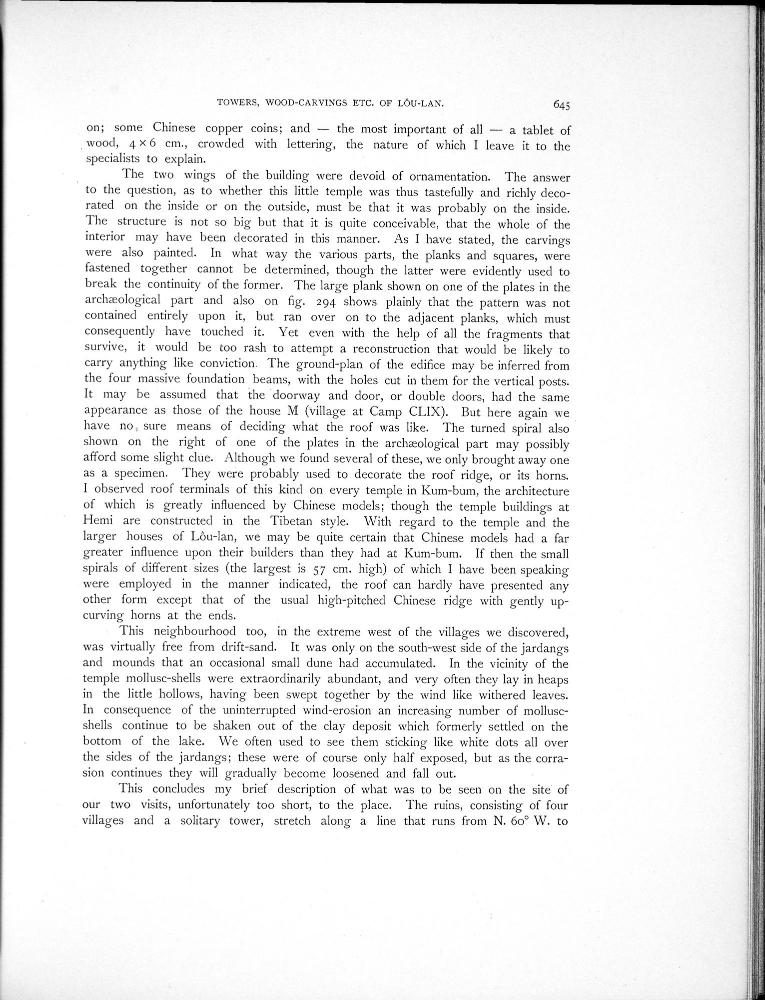 TOWERS, WOOD-CARVINGS ETC. OF LÔU-LAN. 645
on; some Chinese copper coins; and — the most important of all — a tablet of
wood, 4 × 6 cm., crowded with lettering, the nature of which I leave it to the
specialists to explain.
The two wings of the building were devoid of ornamentation. The answer
to the question, as to whether this little temple was thus tastefully and richly deco-
rated on the inside or on the outside, must be that it was probably on the inside.
The structure is not so big but that it is quite conceivable, that the whole of the
interior may have been decorated in this manner. As I have stated, the carvings
were also painted. In what way the various parts, the planks and squares, were
fastened together cannot be determined, though the latter were evidently used to
break the continuity of the former. The large plank shown on one of the plates in the
archæological part and also on fig. 294 shows plainly that the pattern was not
contained entirely upon it, but ran over on to the adjacent planks, which must
consequently have touched it. Yet even with the help of all the fragments that
survive, it would be too rash to attempt a reconstruction that would be likely to
carry anything like conviction. The ground-plan of the edifice may be inferred from
the four massive foundation beams, with the holes cut in them for the vertical posts.
It may be assumed that the doorway and door, or double doors, had the same
appearance as those of the house M (village at Camp CLIX). But here again we
have no sure means of deciding what the roof was like. The turned spiral also
shown on the right of one of the plates in the archæological part may possibly
afford some slight clue. Although we found several of these, we only brought away one
as a specimen. They were probably used to decorate the roof ridge, or its horns.
I observed roof terminals of this kind on every temple in Kum-bum, the architecture
of which is greatly influenced by Chinese models; though the temple buildings at
Hemi are constructed in the Tibetan style. With regard to the temple and the
larger houses of Lôu-lan, we may be quite certain that Chinese models had a far
greater influence upon their builders than they had at Kum-bum. If then the small
spirals of different sizes (the largest is 57 cm. high) of which I have been speaking
were employed in the manner indicated, the roof can hardly have presented any
other form except that of the usual high-pitched Chinese ridge with gently up-
curving horns at the ends.
This neighbourhood too, in the extreme west of the villages we discovered,
was virtually free from drift-sand. It was only on the south-west side of the jardangs
and mounds that an occasional small dune had accumulated. In the vicinity of the
temple mollusc-shells were extraordinarily abundant, and very often they lay in heaps
in the little hollows, having been swept together by the wind like withered leaves.
In consequence of the uninterrupted wind-erosion an increasing number of mollusc-
shells continue to be shaken out of the clay deposit which formerly settled on the
bottom of the lake. We often used to see them sticking like white dots all over
the sides of the jardangs; these were of course only half exposed, but as the corra-
sion continues they will gradually become loosened and fall out.
This concludes my brief description of what was to be seen on the site of
our two visits, unfortunately too short, to the place. The ruins, consisting of four
villages and a solitary tower, stretch along a line that runs from N. 60° W. to